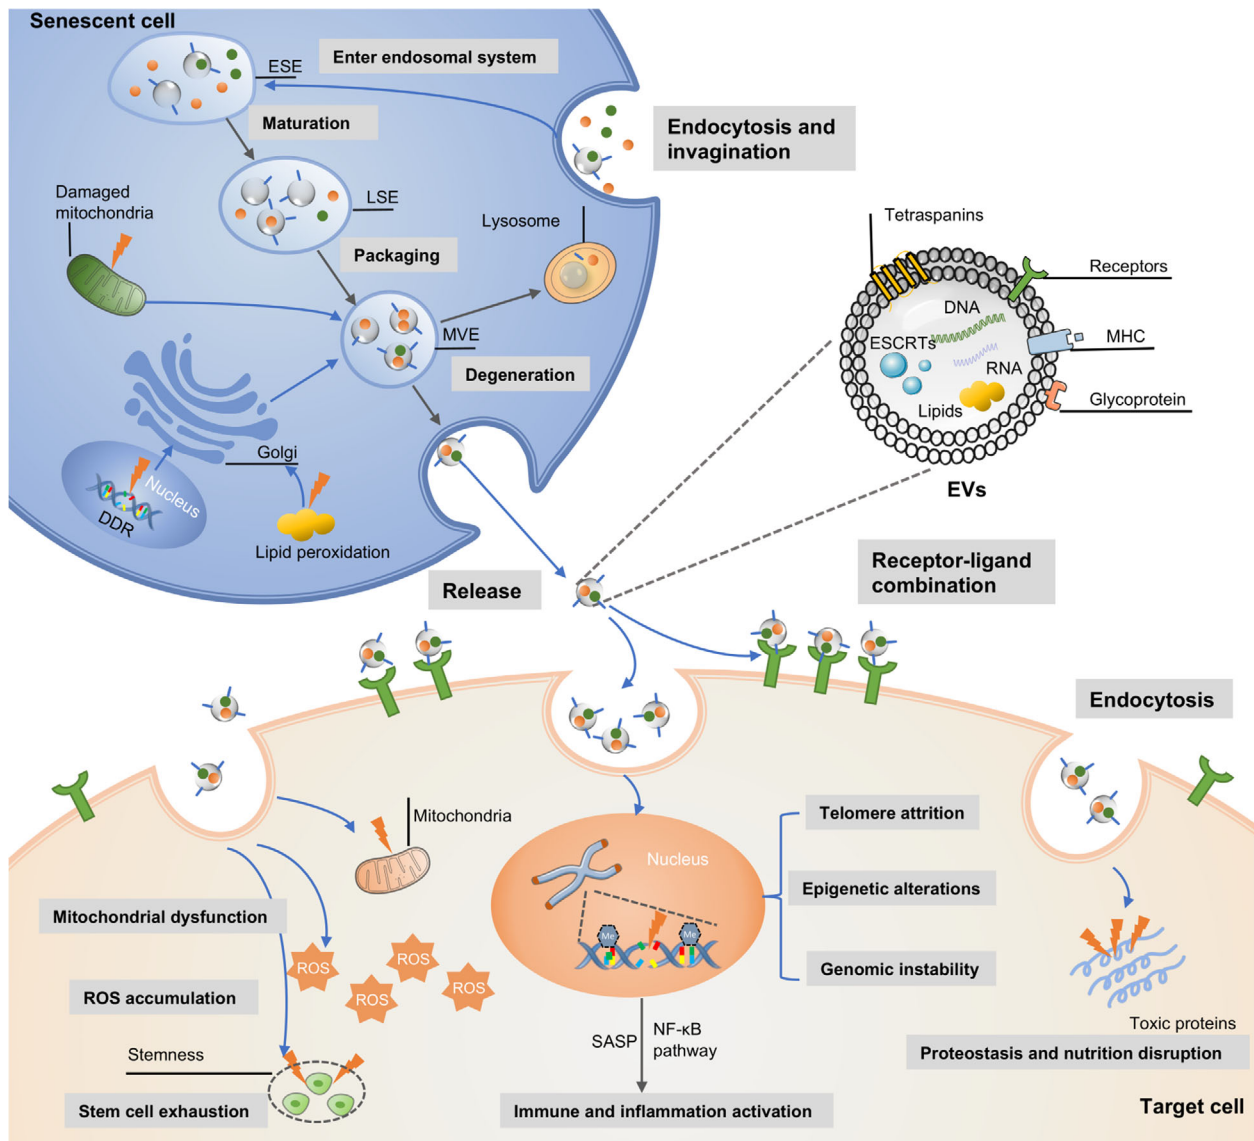 Senescent cell
ESE
Enter endosomal system
Maturation
Endocytosis and
invagination
Damaged
mitochondria
LSE
Lysosome
Packaging
MVE
Degeneration
Golgi
Nucleus
DDR
Lipid peroxidation
Tetraspanins
Receptors
DNA
MHC
ESCRTs
RNA
Lipids
Glycoprotein
EVs
Release
Receptor-ligand
combination
Endocytosis
Mitochondria
Nucleus
Me
Me
Telomere attrition
Epigenetic alterations
Genomic instability
Mitochondrial dysfunction
ROS
ROS
ROS
ROS
ROS accumulation
Stemness
Stem cell exhaustion
SASP
NF-κB
pathway
Immune and inflammation activation
Toxic proteins
Proteostasis and nutrition disruption
Target cell